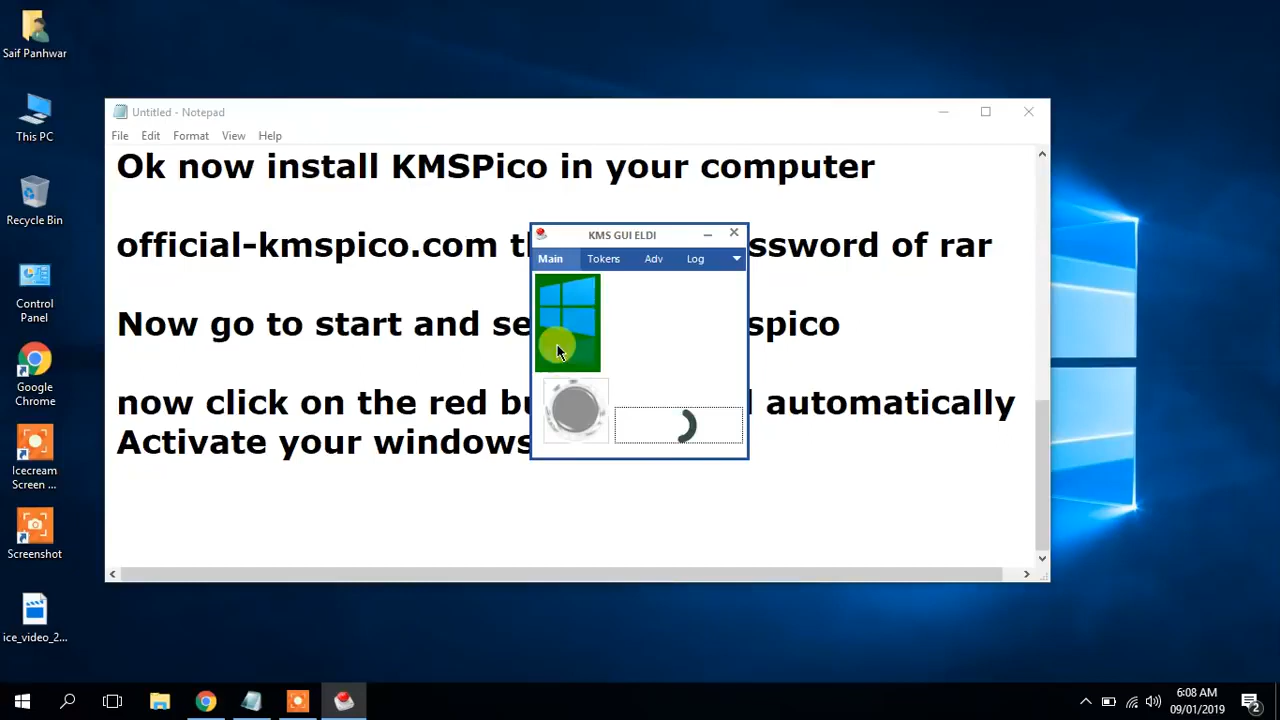 Saif Panhwar
This PC
Recycle Bin
Control
Panel
Google
Chrome
Icecream
Screen ...
Screenshot
ice_video_2...
Untitled - Notepad
File Edit Format View Help
Ok now install KMSPico in your computer
official-kmspico.com ssword of rar
Now go to start and spico
now click on the red automatically
Activate your windows
KMS GUI ELDI
Main Tokens Adv Log
6:08 AM
09/01/2019
2